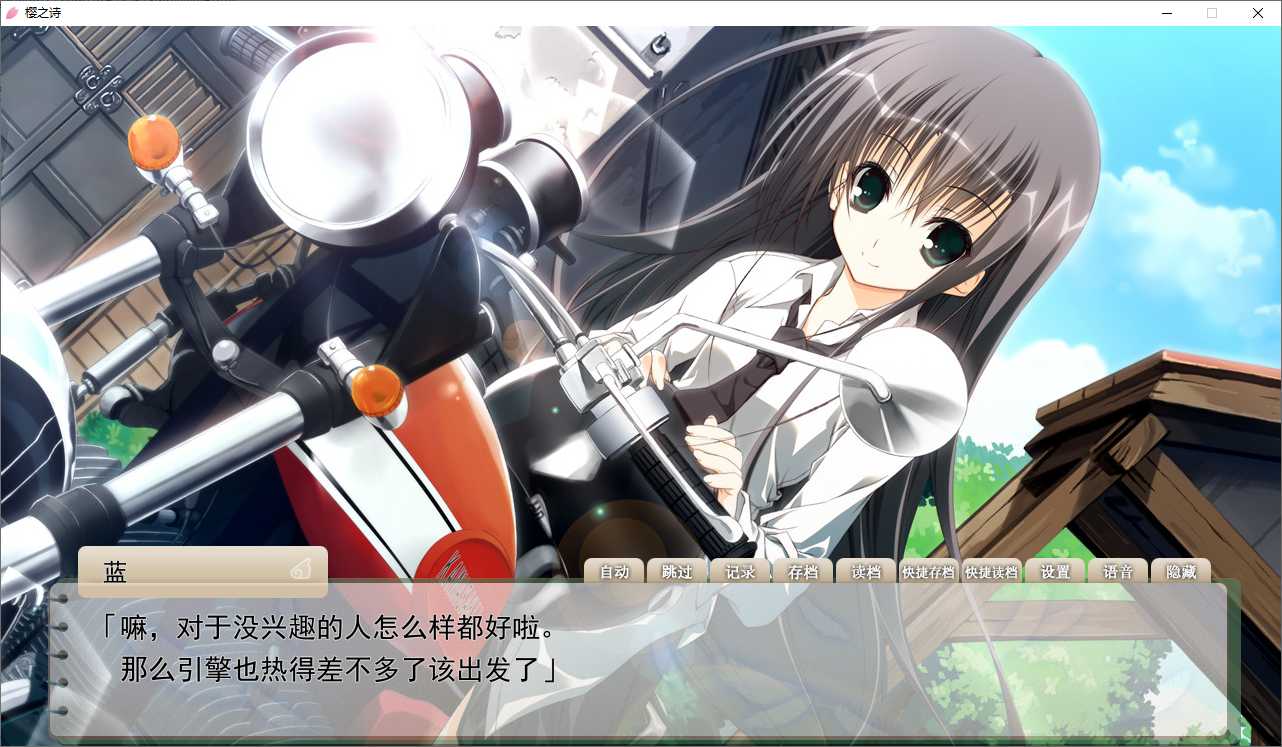 樱之诗
蓝
自动 跳过 记录 存档 读档 快捷存档 快捷读档 设置 语音 隐藏
「嘛，对于没兴趣的人怎么样都好啦。
那么引擎也热得差不多了该出发了」